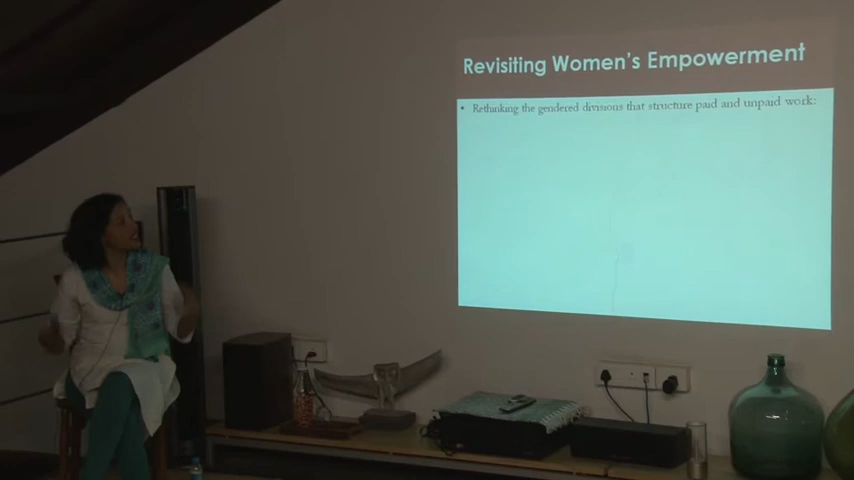 Revisiting Women's Empowerment
• Rethinking the gendered divisions that structure paid and unpaid work: